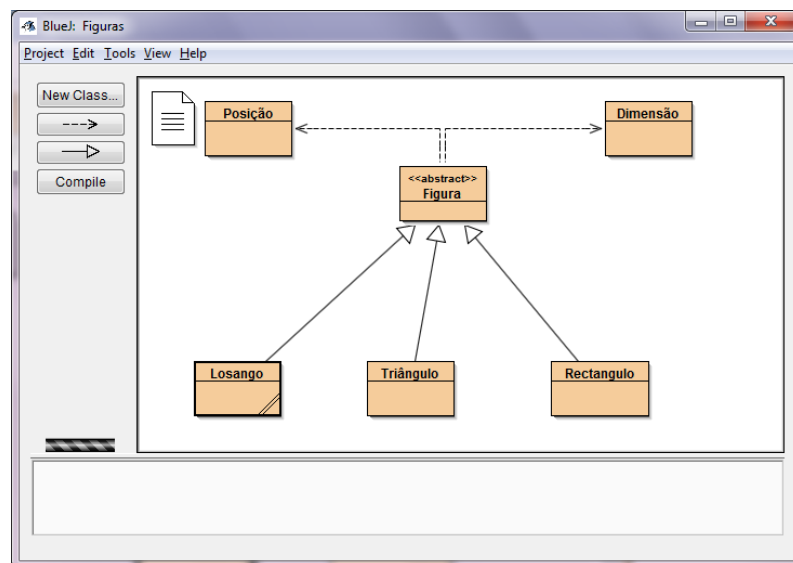 BlueJ: Figuras
Project Edit Tools View Help
New Class...
Compile
Posição
Dimensão
<<abstract>>
Figura
Losango
Triângulo
Rectangulo